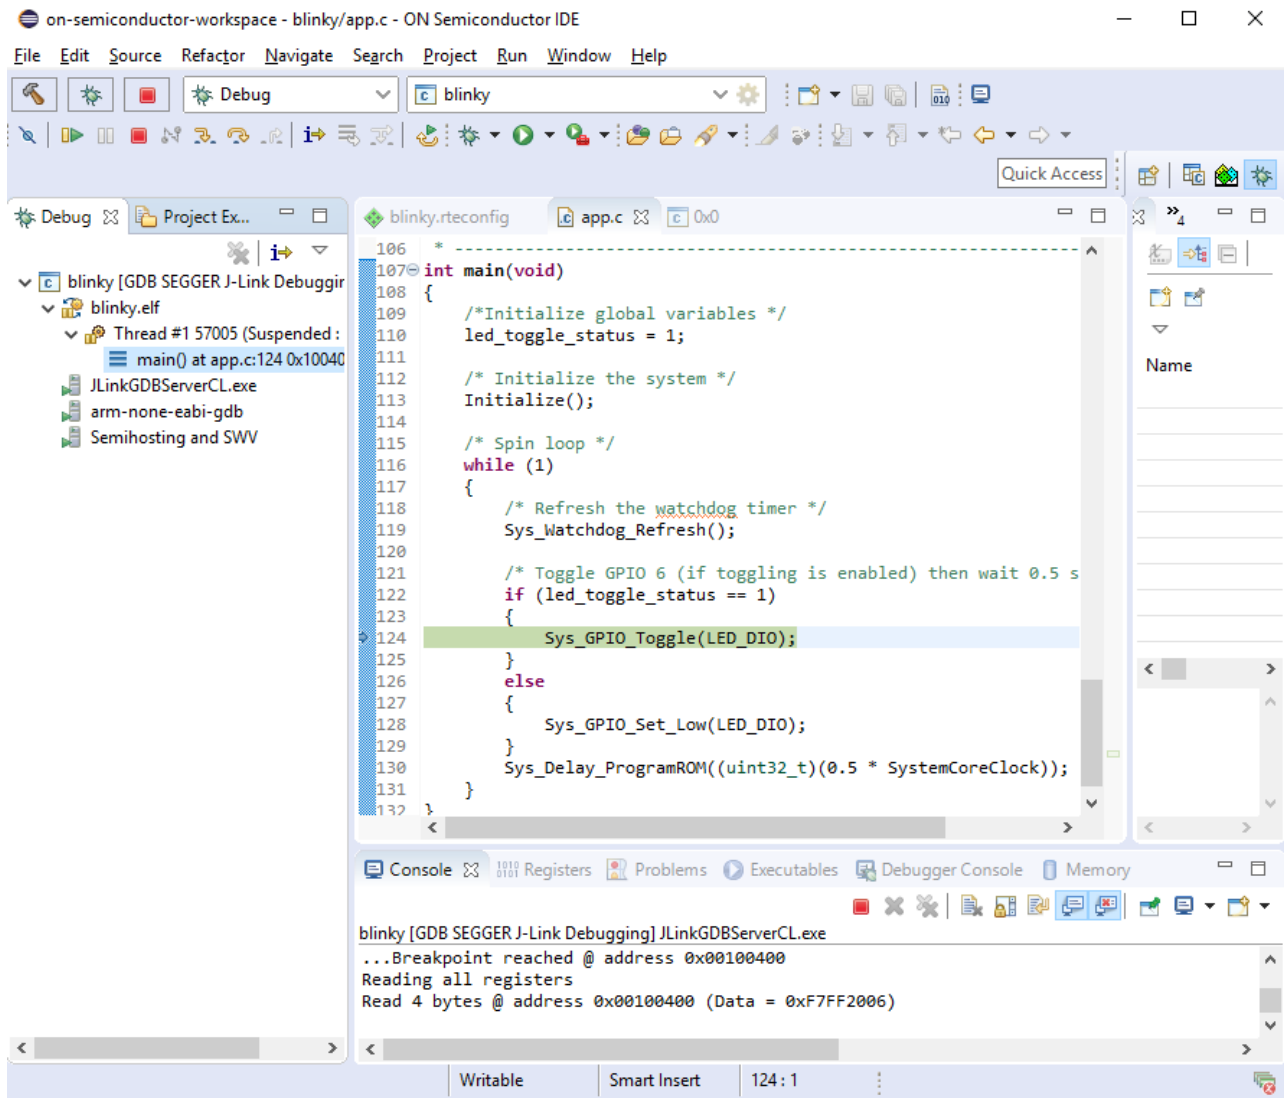 on-semiconductor-workspace - blinky/app.c - ON Semiconductor IDE
File Edit Source Refactor Navigate Search Project Run Window Help
Debug blinky
Quick Access
Debug Project Ex...
blinky [GDB SEGGER J-Link Debuggir
blinky.elf
Thread #1 57005 (Suspended :
main() at app.c:124 0x10040
JLinkGDBServerCL.exe
arm-none-eabi-gdb
Semihosting and SWV
blinky.rteconfig app.c 0x0
106 * ------------------------------------------------------------
107 int main(void)
108 {
109 /*Initialize global variables */
110 led_toggle_status = 1;
111
112 /* Initialize the system */
113 Initialize();
114
115 /* Spin loop */
116 while (1)
117 {
118 /* Refresh the watchdog timer */
119 Sys_Watchdog_Refresh();
120
121 /* Toggle GPIO 6 (if toggling is enabled) then wait 0.5 s
122 if (led_toggle_status == 1)
123 {
124 Sys_GPIO_Toggle(LED_DIO);
125 }
126 else
127 {
128 Sys_GPIO_Set_Low(LED_DIO);
129 }
130 Sys_Delay_ProgramROM((uint32_t)(0.5 * SystemCoreClock));
131 }
132 }
»4
Name
Console Registers Problems Executables Debugger Console Memory
blinky [GDB SEGGER J-Link Debugging] JLinkGDBServerCL.exe
...Breakpoint reached @ address 0x00100400
Reading all registers
Read 4 bytes @ address 0x00100400 (Data = 0xF7FF2006)
Writable Smart Insert 124 : 1